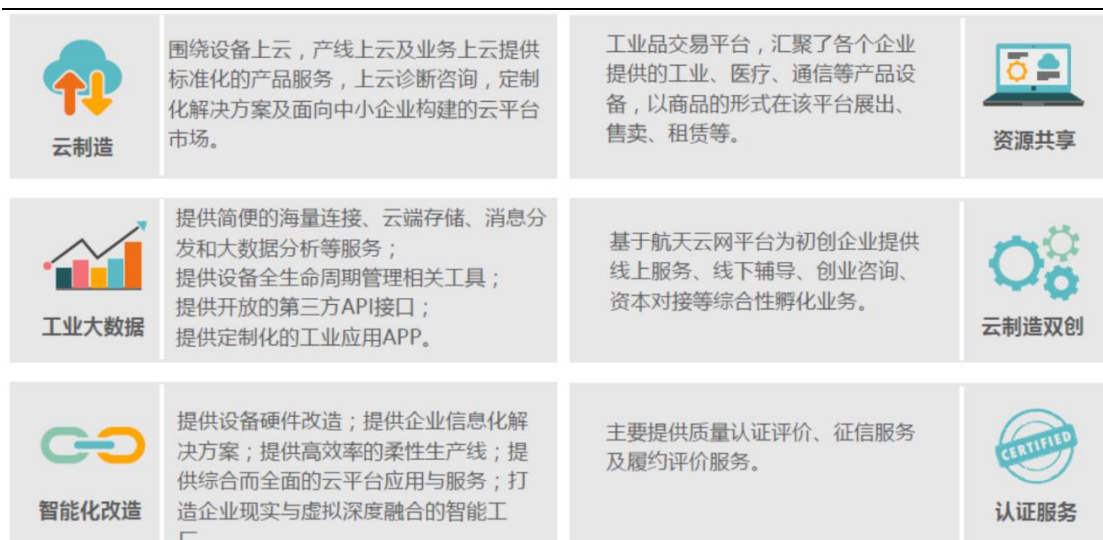 围绕设备上云，产线上云及业务上云提供
标准化的产品服务，上云诊断咨询，定制
化解决方案及面向中小企业构建的云平台
市场。
云制造
工业品交易平台，汇聚了各个企业
提供的工业、医疗、通信等产品设
备，以商品的形式在该平台展出、
售卖、租赁等。
资源共享
提供简便的海量连接、云端存储、消息分
发和大数据分析等服务；
提供设备全生命周期管理相关工具；
提供开放的第三方API接口；
提供定制化的工业应用APP。
工业大数据
基于航天云网平台为初创企业提供
线上服务、线下辅导、创业咨询、
资本对接等综合性孵化业务。
云制造双创
提供设备硬件改造；提供企业信息化解
决方案；提供高效率的柔性生产线；提
供综合而全面的云平台应用与服务；打
造企业现实与虚拟深度融合的智能工
智能化改造
主要提供质量认证评价、征信服务
及履约评价服务。
CERTIFIED
认证服务